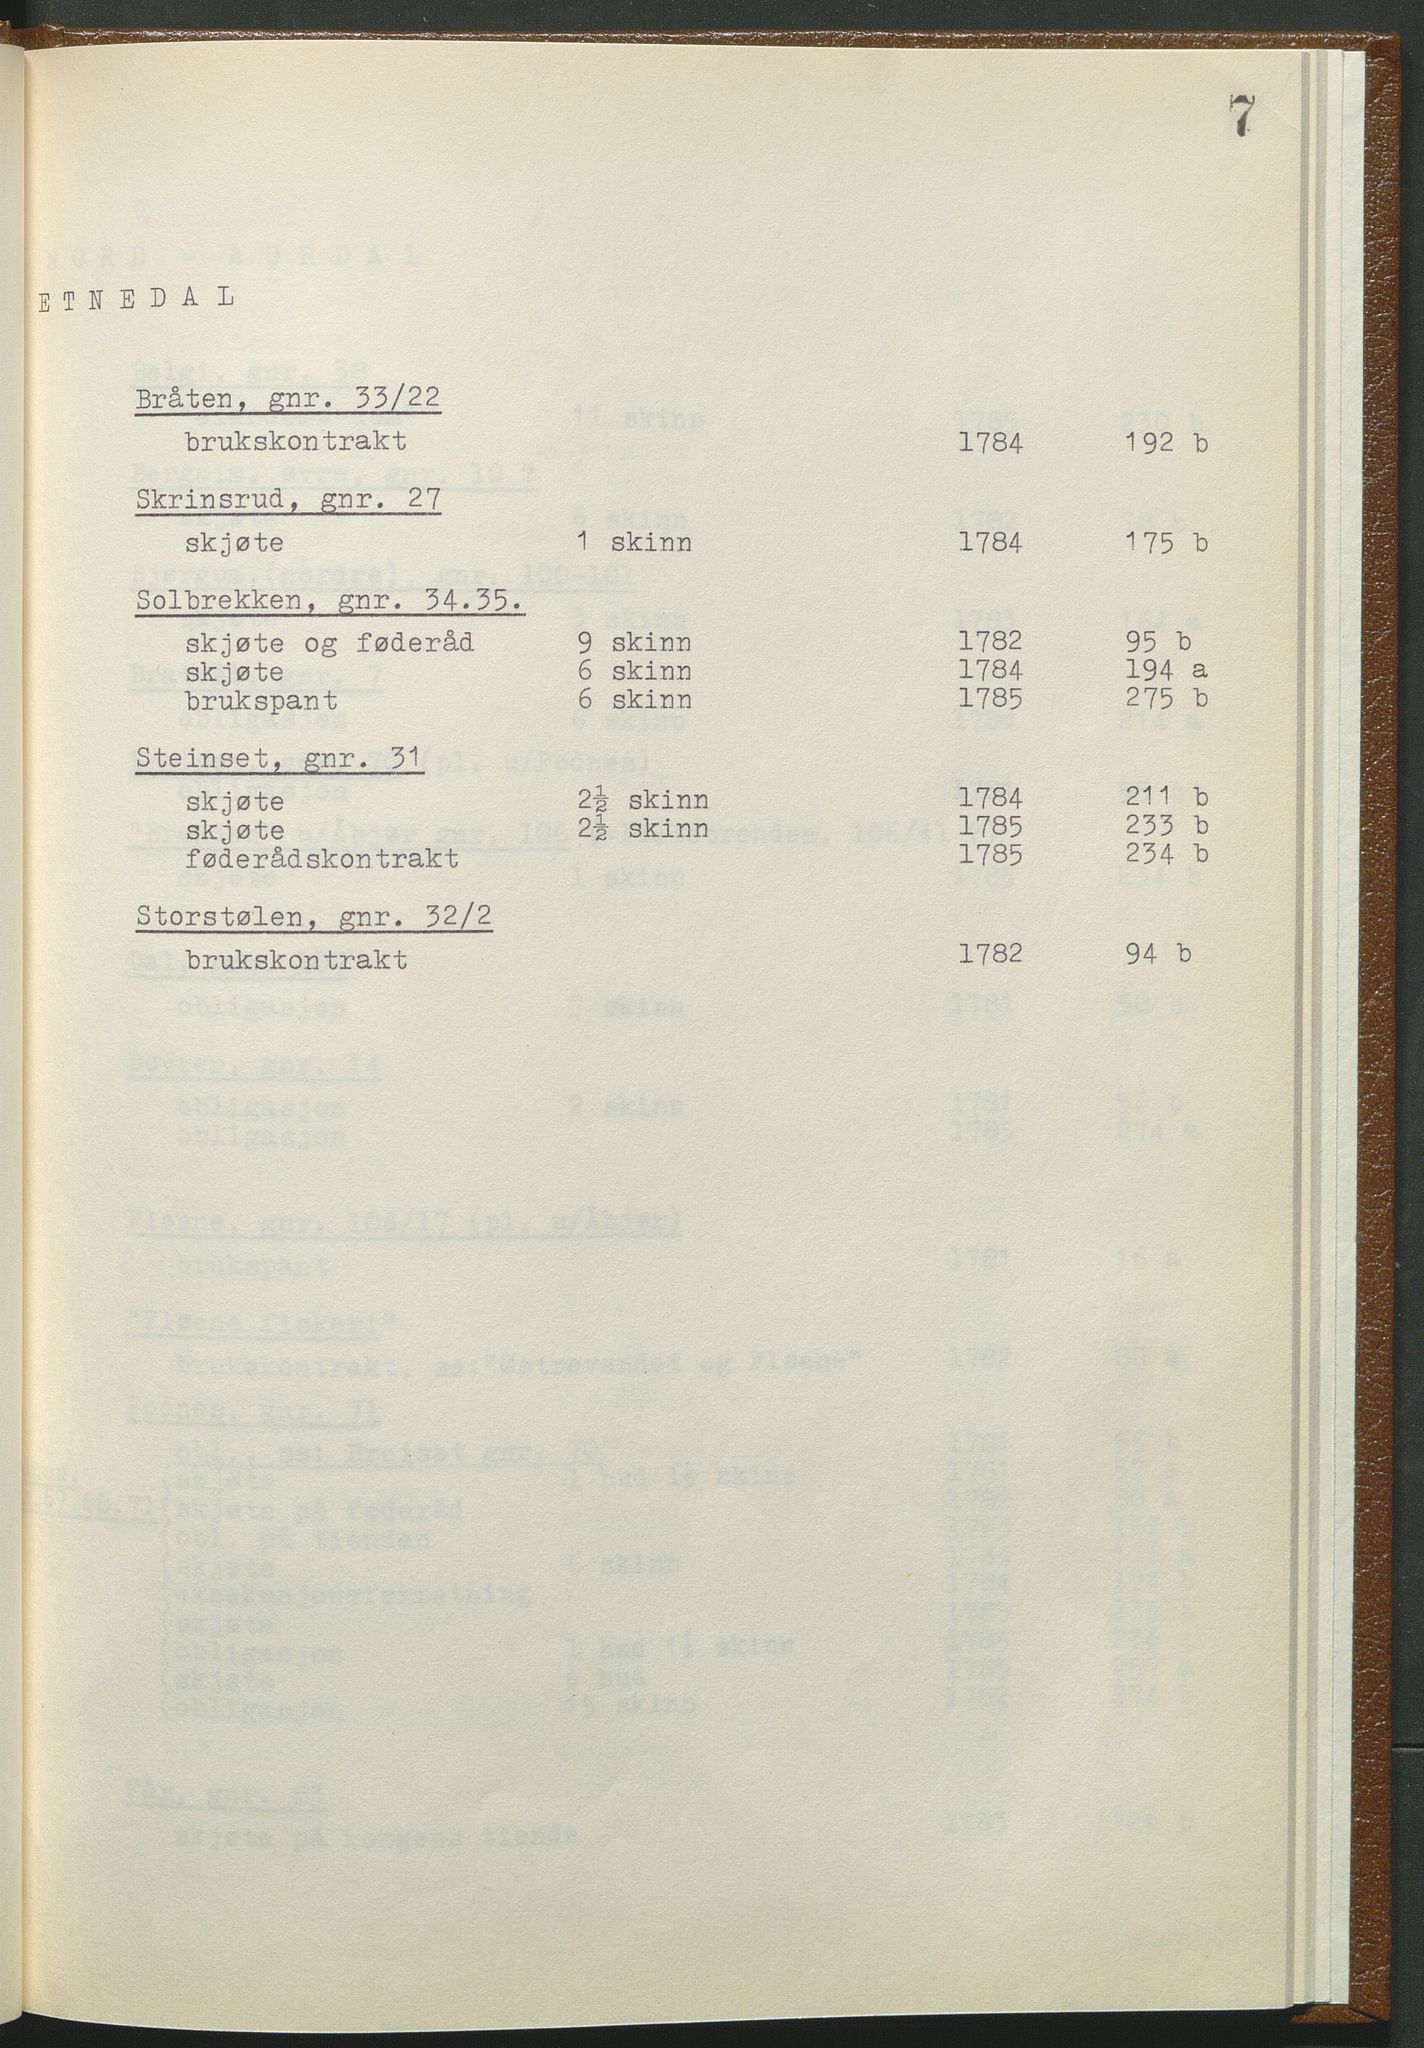 7
ETNEDAL
Bråten, gnr. 33/22
brukskontrakt 1784 192 b
Skrinsrud, gnr. 27
skjøte 1 skinn 1784 175 b
Solbrekken, gnr. 34.35.
skjøte og føderåd 9 skinn 1782 95 b
skjøte 6 skinn 1784 194 a
brukspant 6 skinn 1785 275 b
Steinset, gnr. 31
skjøte 2½ skinn 1784 211 b
skjøte 2½ skinn 1785 233 b
føderådskontrakt 1785 234 b
Storstølen, gnr. 32/2
brukskontrakt 1782 94 b